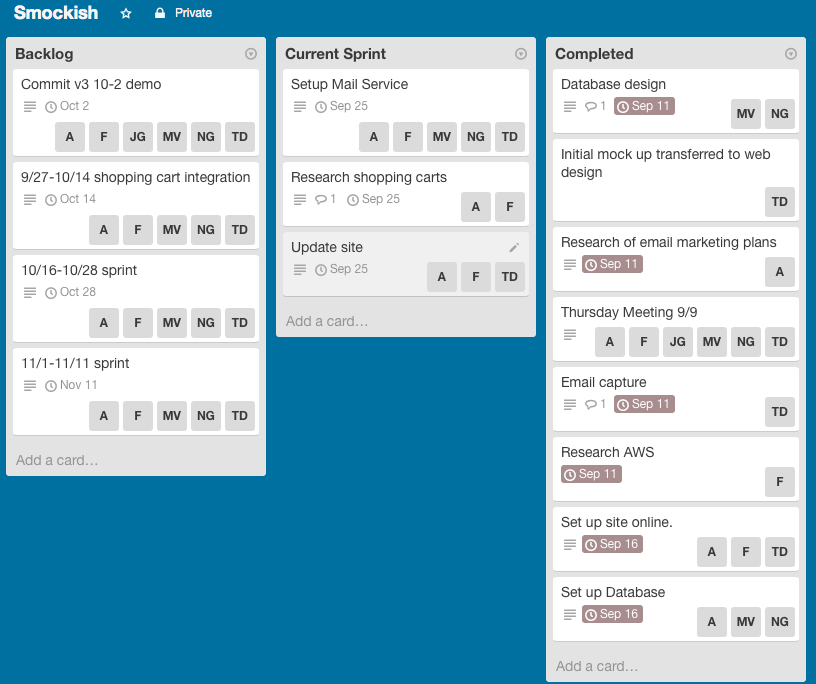 Smockish Private
Backlog
Commit v3 10-2 demo
Oct 2
A F JG MV NG TD
9/27-10/14 shopping cart integration
Oct 14
A F MV NG TD
10/16-10/28 sprint
Oct 28
A F MV NG TD
11/1-11/11 sprint
Nov 11
A F MV NG TD
Add a card…
Current Sprint
Setup Mail Service
Sep 25
A F MV NG TD
Research shopping carts
1 Sep 25
A F
Update site
Sep 25
A F TD
Add a card…
Completed
Database design
1 Sep 11
MV NG
Initial mock up transferred to web
design
TD
Research of email marketing plans
Sep 11
A
Thursday Meeting 9/9
A F JG MV NG TD
Email capture
1 Sep 11
TD
Research AWS
Sep 11
F
Set up site online.
Sep 16
A F TD
Set up Database
Sep 16
A MV NG
Add a card…